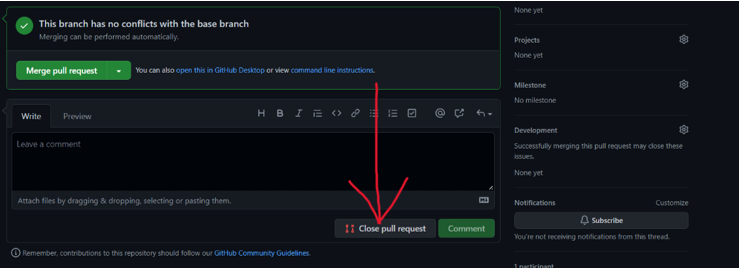 This branch has no conflicts with the base branch
Merging can be performed automatically.
Merge pull request
You can also open this in GitHub Desktop or view command line instructions.
Write
Preview
H B I
Leave a comment
Attach files by dragging & dropping, selecting or pasting them.
Close pull request
Comment
Remember, contributions to this repository should follow our GitHub Community Guidelines.
None yet
Projects
None yet
Milestone
No milestone
Development
Successfully merging this pull request may close these
issues.
None yet
Notifications
Customize
Subscribe
You're not receiving notifications from this thread.
1 participant